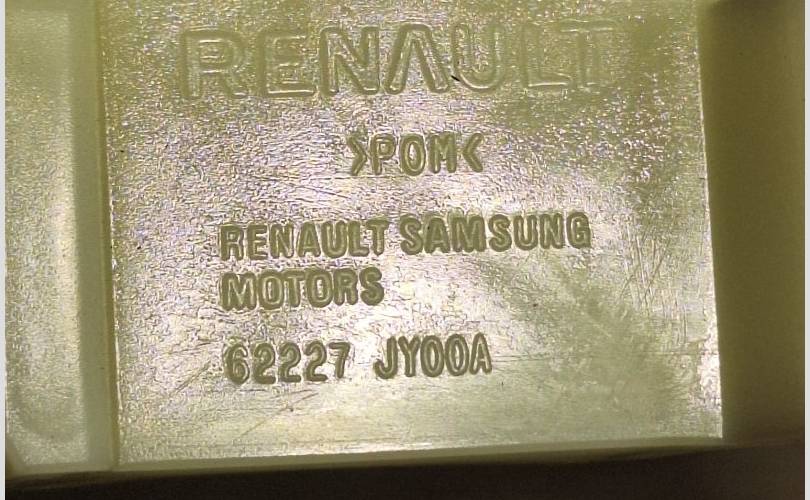 RENAULT
>POM<
RENAULT SAMSUNG
MOTORS
62227 JY00A